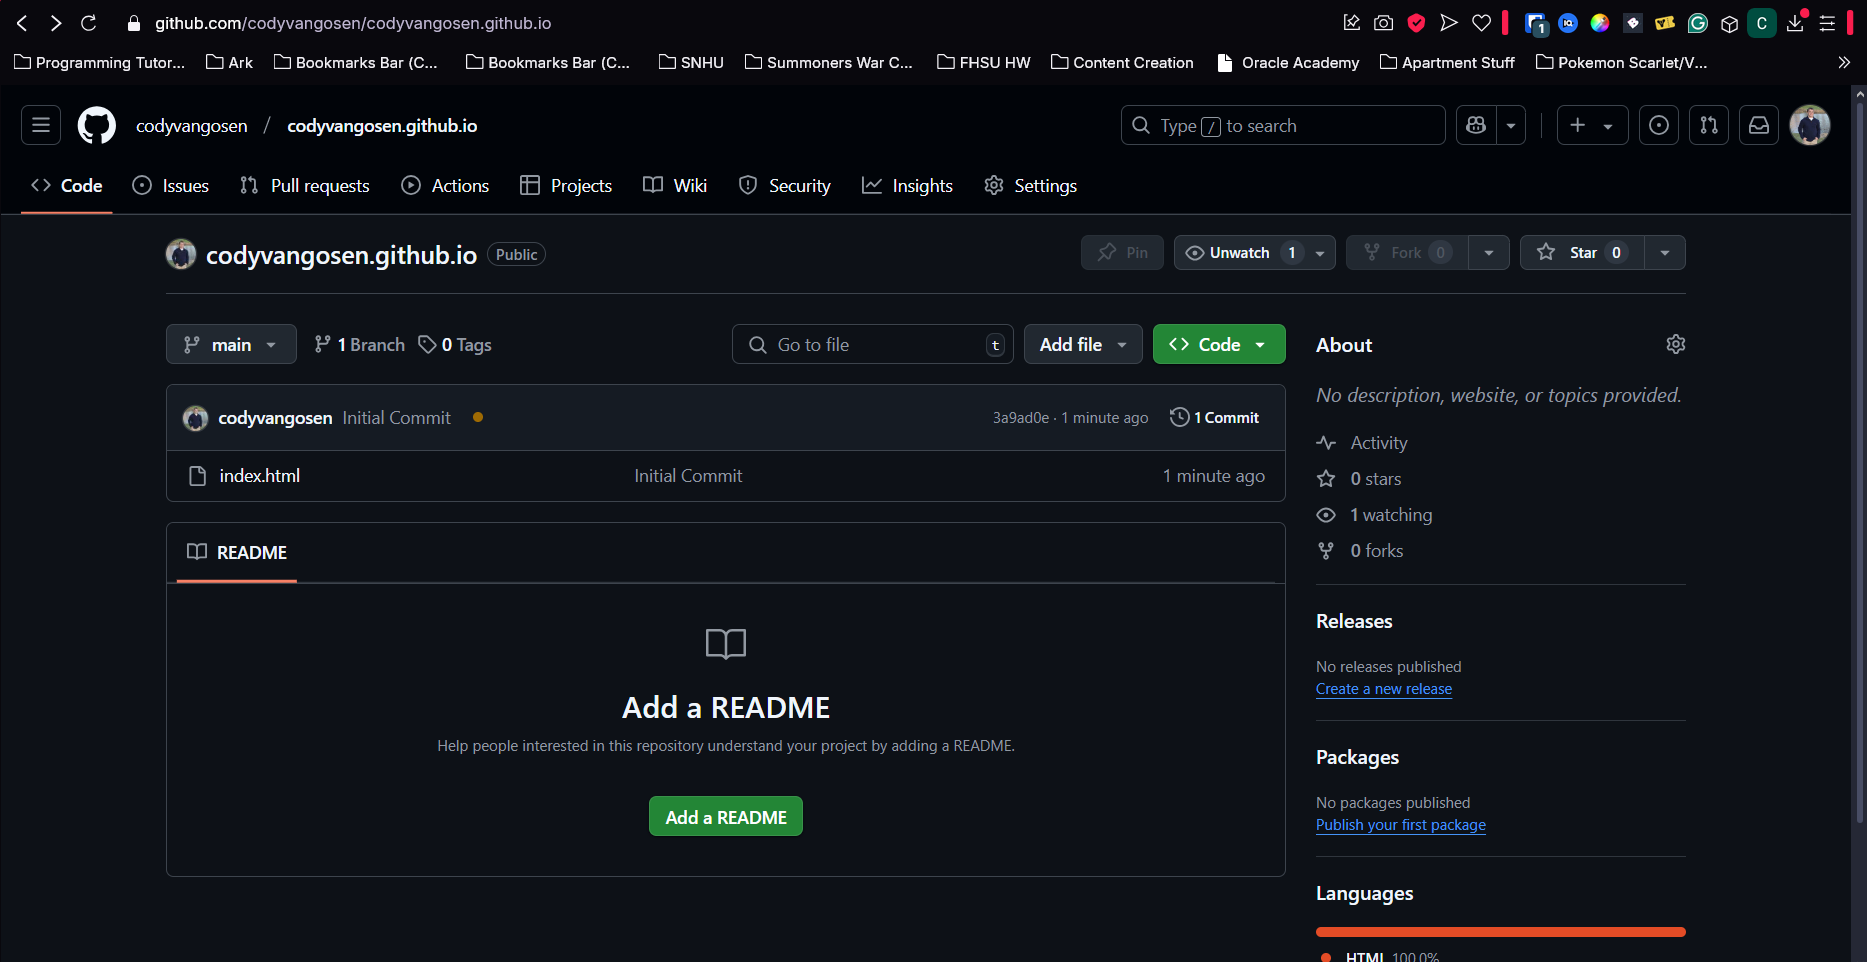 github.com/codyvangosen/codyvangosen.github.io
1
C
Programming Tutor...
Ark
Bookmarks Bar (C...
Bookmarks Bar (C...
SNHU
Summoners War C...
FHSU HW
Content Creation
Oracle Academy
Apartment Stuff
Pokemon Scarlet/V...
codyvangosen / codyvangosen.github.io
Type / to search
Code
Issues
Pull requests
Actions
Projects
Wiki
Security
Insights
Settings
codyvangosen.github.io
Public
Pin
Unwatch 1
Fork 0
Star 0
main
1 Branch
0 Tags
Go to file
t
Add file
Code
codyvangosen Initial Commit
3a9ad0e · 1 minute ago
1 Commit
index.html
Initial Commit
1 minute ago
README
Add a README
Help people interested in this repository understand your project by adding a README.
Add a README
About
No description, website, or topics provided.
Activity
0 stars
1 watching
0 forks
Releases
No releases published
Create a new release
Packages
No packages published
Publish your first package
Languages
HTML 100.0%